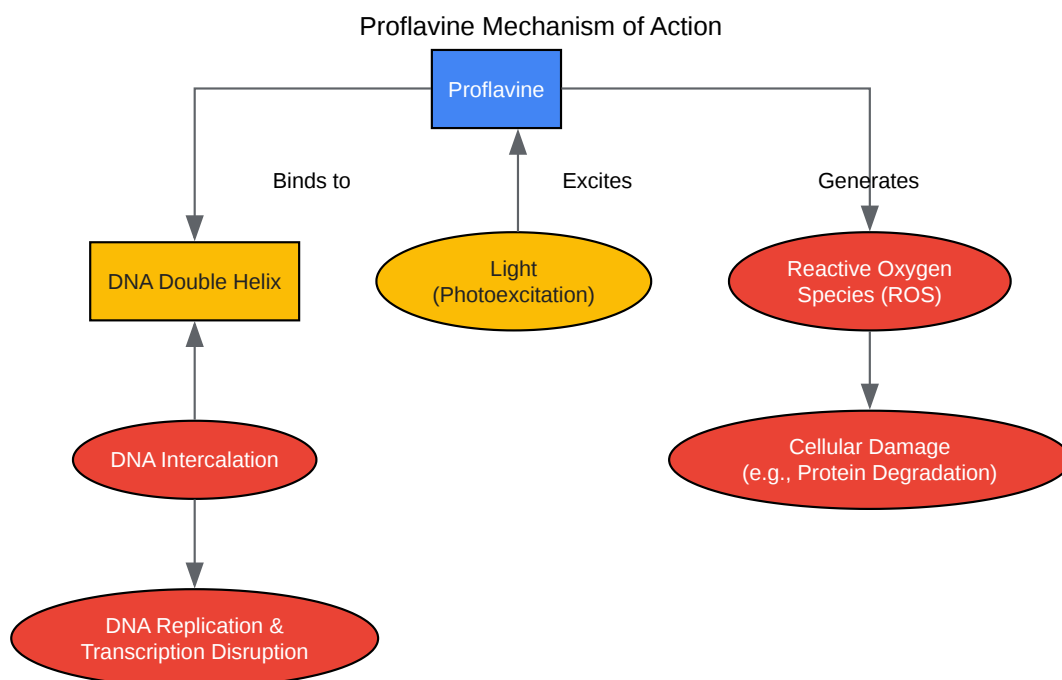 Proflavine Mechanism of Action
Proflavine
Binds to
Excites
Generates
DNA Double Helix
Light
(Photoexcitation)
Reactive Oxygen
Species (ROS)
DNA Intercalation
Cellular Damage
(e.g., Protein Degradation)
DNA Replication &
Transcription Disruption